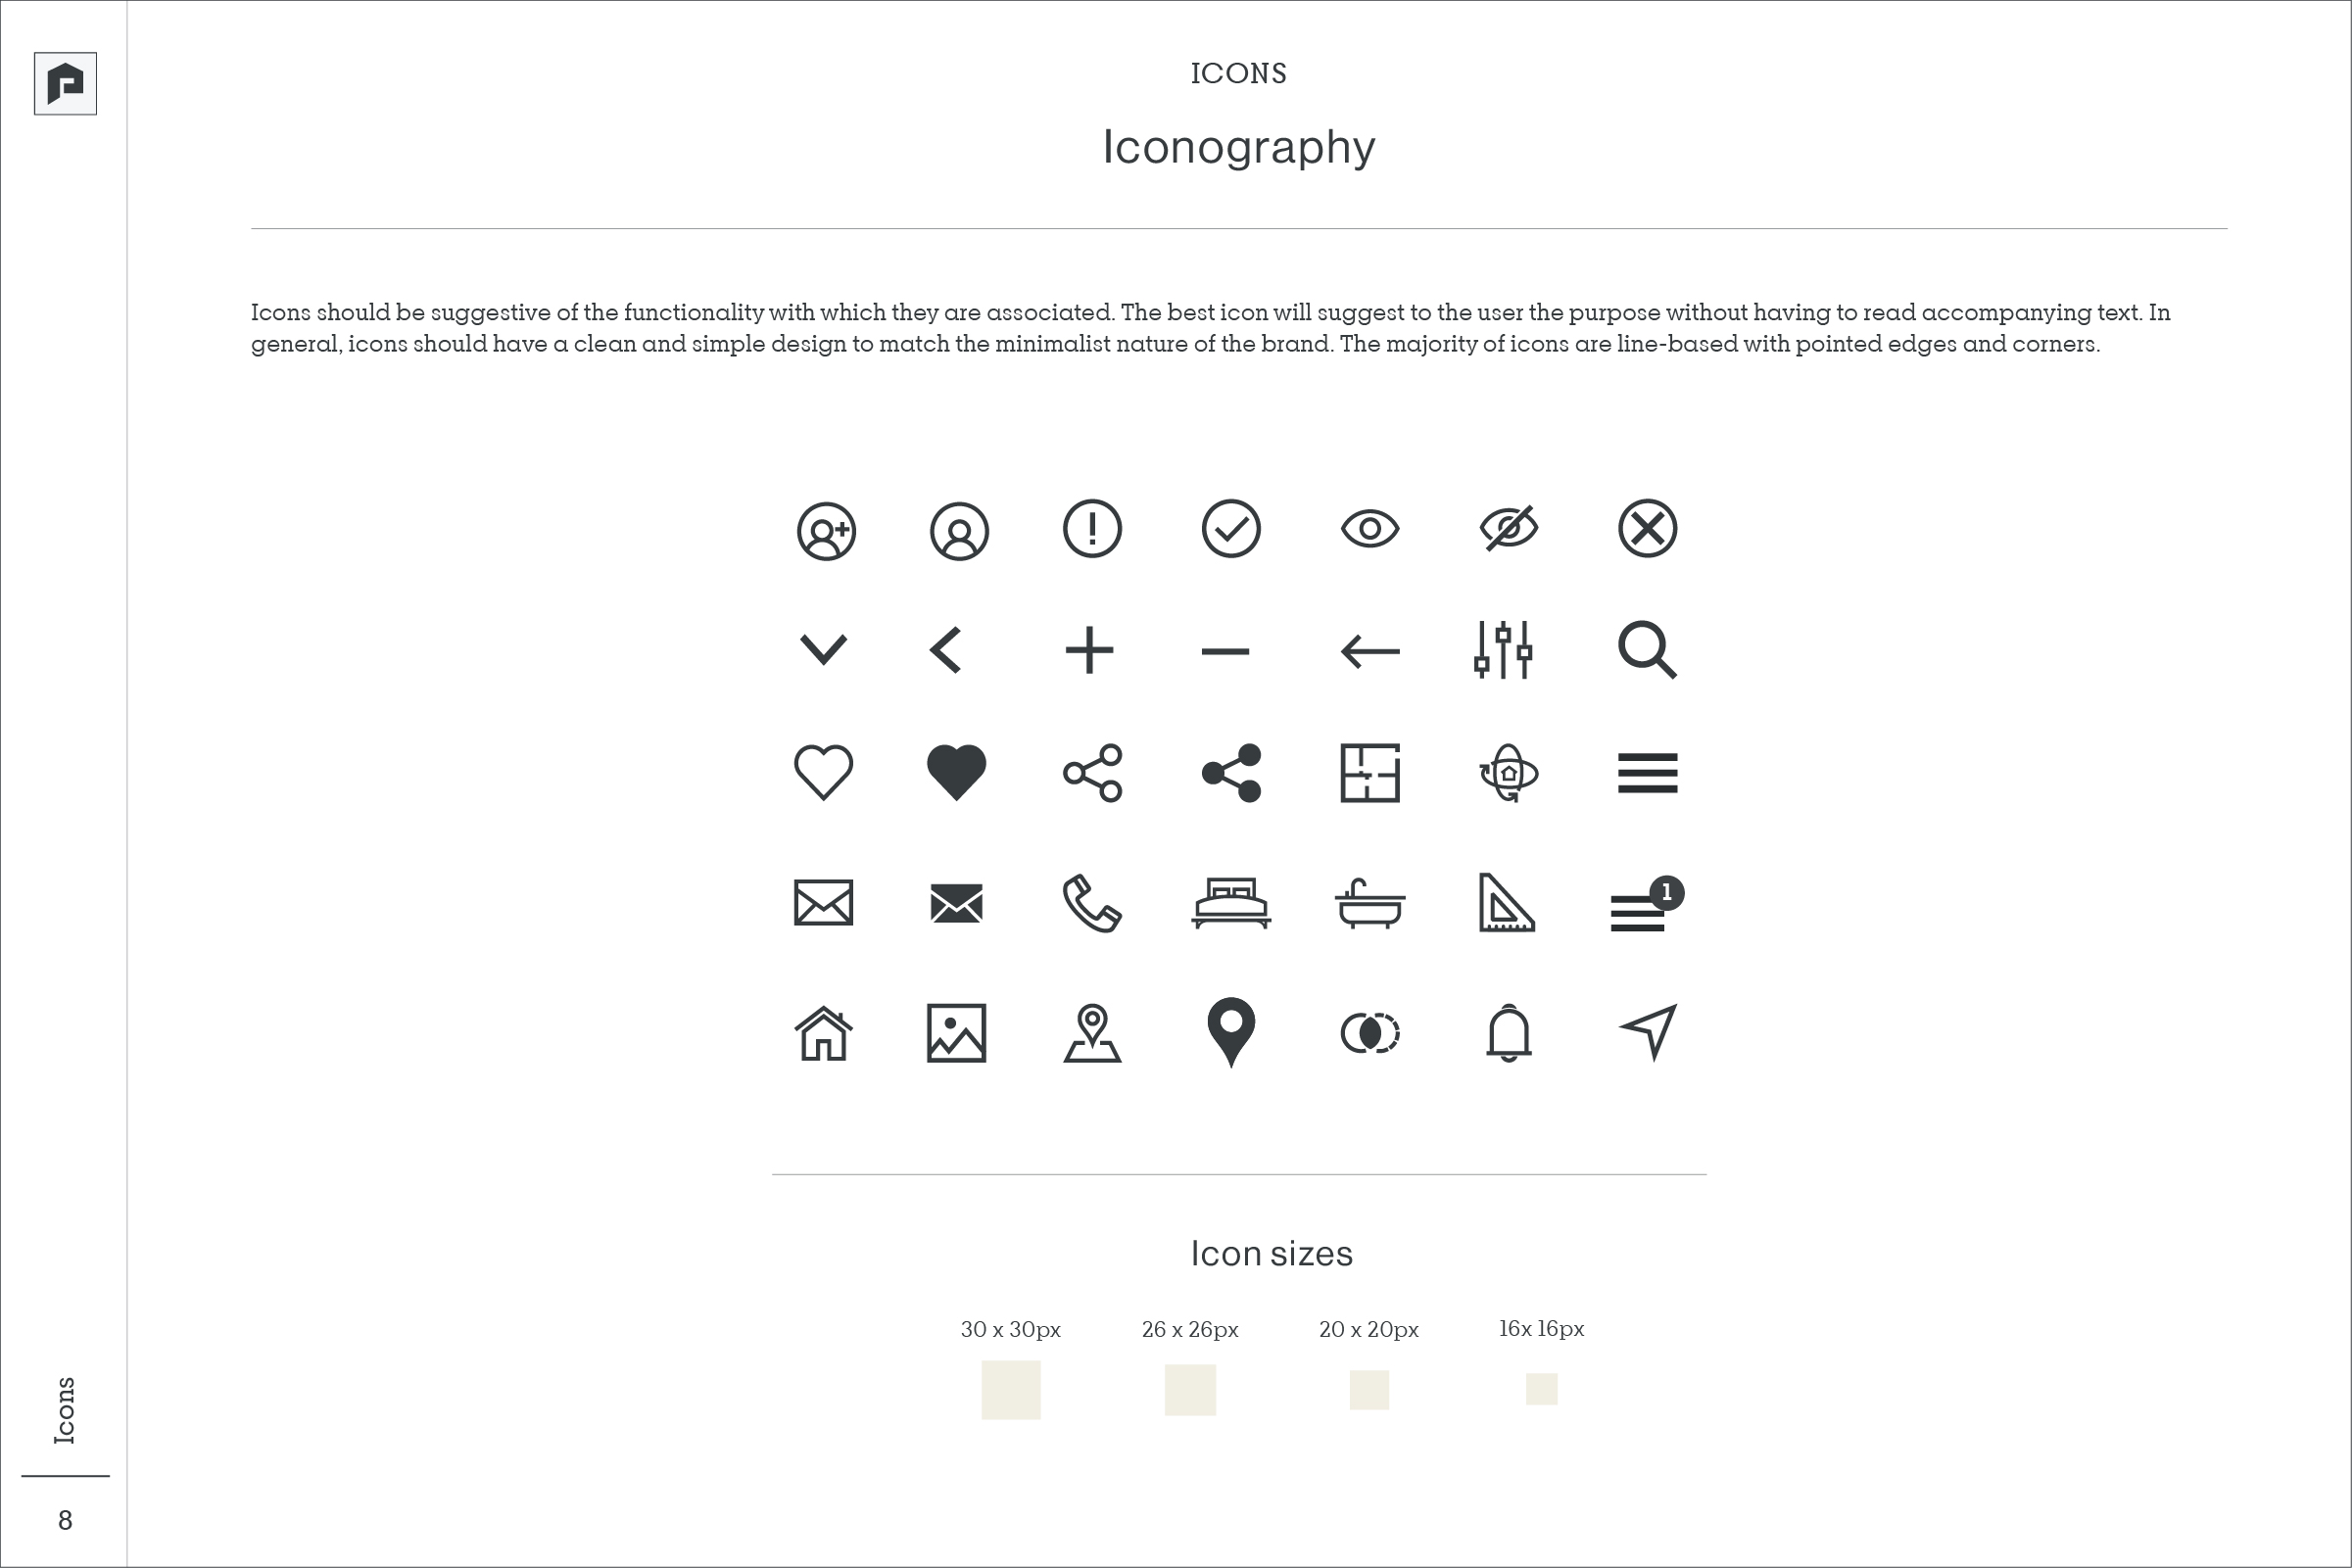 ICONS
Iconography
Icons should be suggestive of the functionality with which they are associated. The best icon will suggest to the user the purpose without having to read accompanying text. In
general, icons should have a clean and simple design to match the minimalist nature of the brand. The majority of icons are line-based with pointed edges and corners.
1
Icon sizes
30 x 30px
26 x 26px
20 x 20px
16x 16px
Icons
8